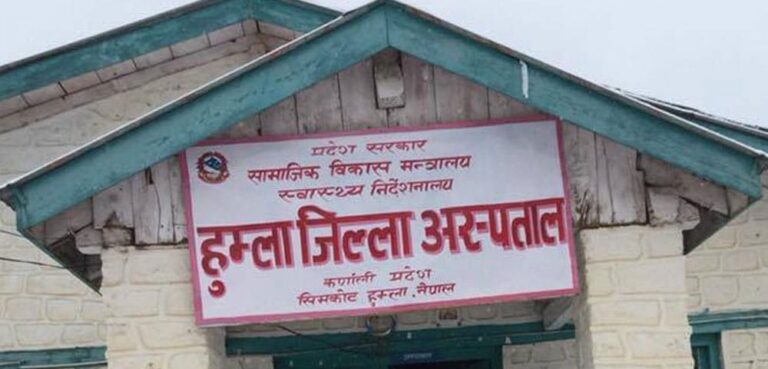 प्रदेश सरकार
सामाजिक विकास मन्त्रालय
स्वास्थ्य निर्देशनालय
हुम्ला जिल्ला अस्पताल
कर्णाली प्रदेश
सिमकोट हुम्ला, नेपाल